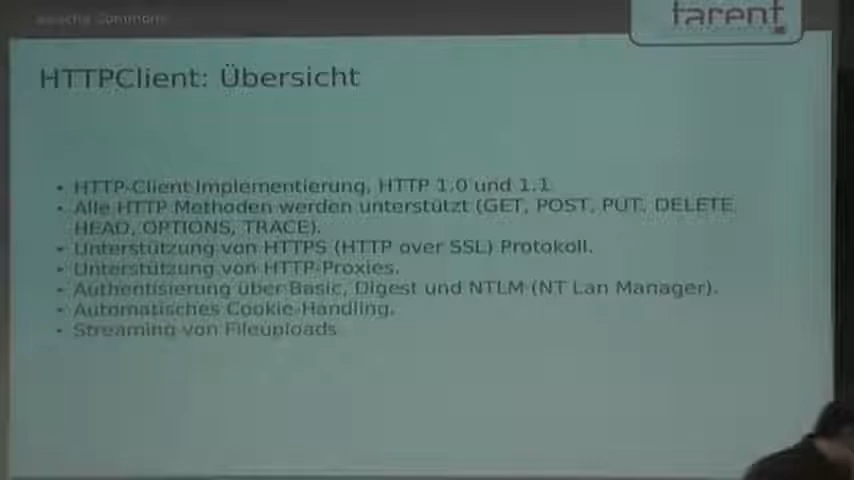 Apache Commons
tarent
HTTPClient: Übersicht
• HTTP-Client Implementierung, HTTP 1.0 und 1.1
• Alle HTTP Methoden werden unterstützt (GET, POST, PUT, DELETE,
HEAD, OPTIONS, TRACE).
• Unterstützung von HTTPS (HTTP over SSL) Protokoll.
• Unterstützung von HTTP-Proxies.
• Authentisierung über Basic, Digest und NTLM (NT Lan Manager).
• Automatisches Cookie-Handling.
• Streaming von Fileuploads